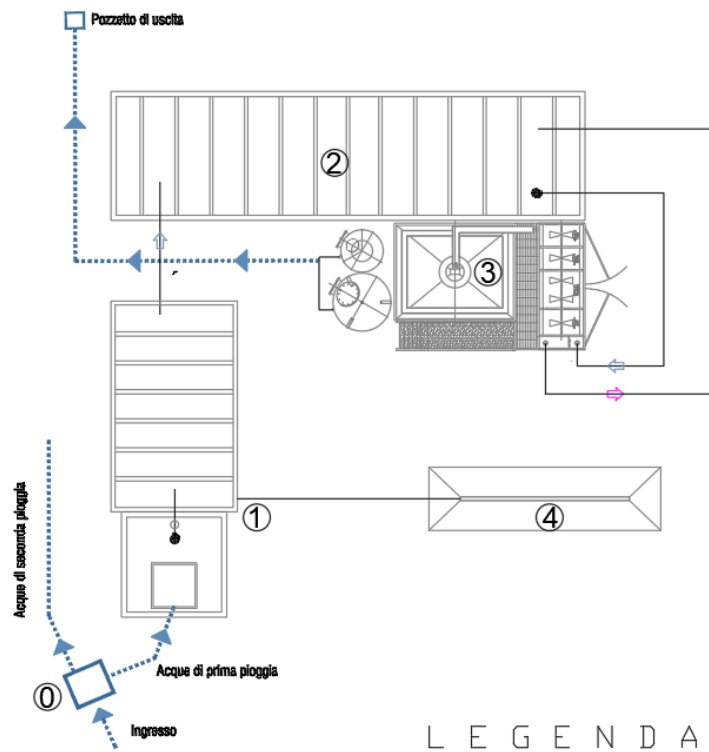 Pozzetto di uscita
2
3
1
4
Acque di seconda pioggia
Acque di prima pioggia
0
Ingresso
LEGENDA